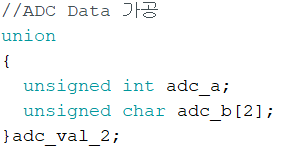 //ADC Data 가공
union
{
  unsigned int adc_a;
  unsigned char adc_b[2];
}adc_val_2;